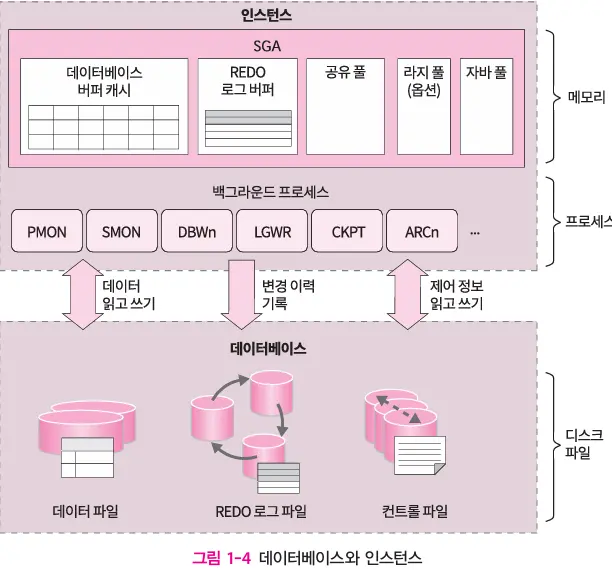 인스턴스
SGA
데이터베이스
버퍼 캐시
REDO
로그 버퍼
공유 풀
라지 풀
(옵션)
자바 풀
메모리
백그라운드 프로세스
PMON
SMON
DBWn
LGWR
CKPT
ARCn
...
프로세스
데이터
읽고 쓰기
변경 이력
기록
제어 정보
읽고 쓰기
데이터베이스
데이터 파일
REDO 로그 파일
컨트롤 파일
디스크
파일
그림 1-4 데이터베이스와 인스턴스